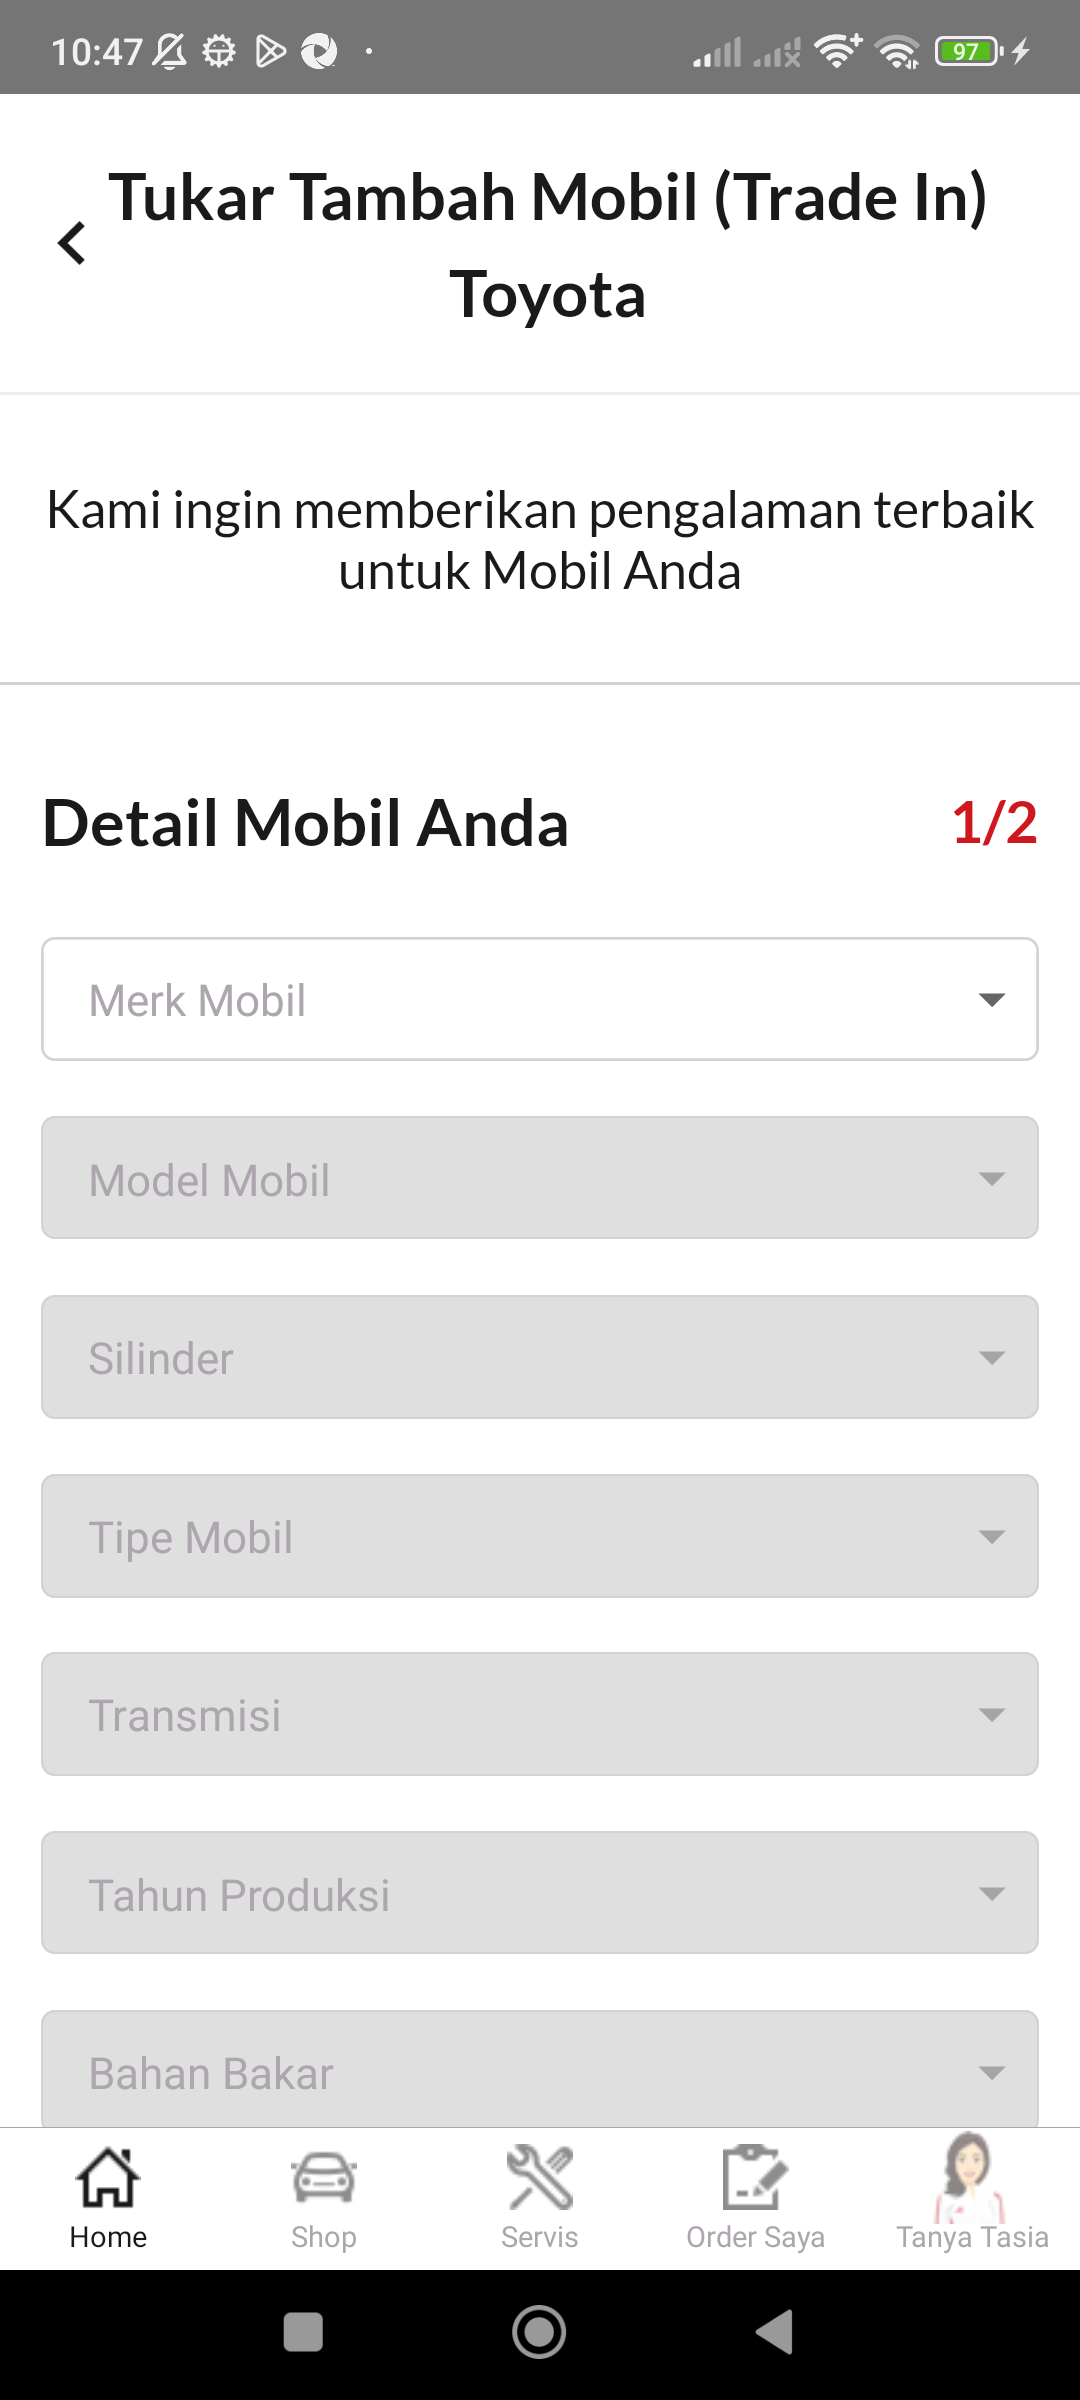 10:47
97
Tukar Tambah Mobil (Trade In)
Toyota
Kami ingin memberikan pengalaman terbaik
untuk Mobil Anda
Detail Mobil Anda
1/2
Merk Mobil
Model Mobil
Silinder
Tipe Mobil
Transmisi
Tahun Produksi
Bahan Bakar
Home
Shop
Servis
Order Saya
Tanya Tasia